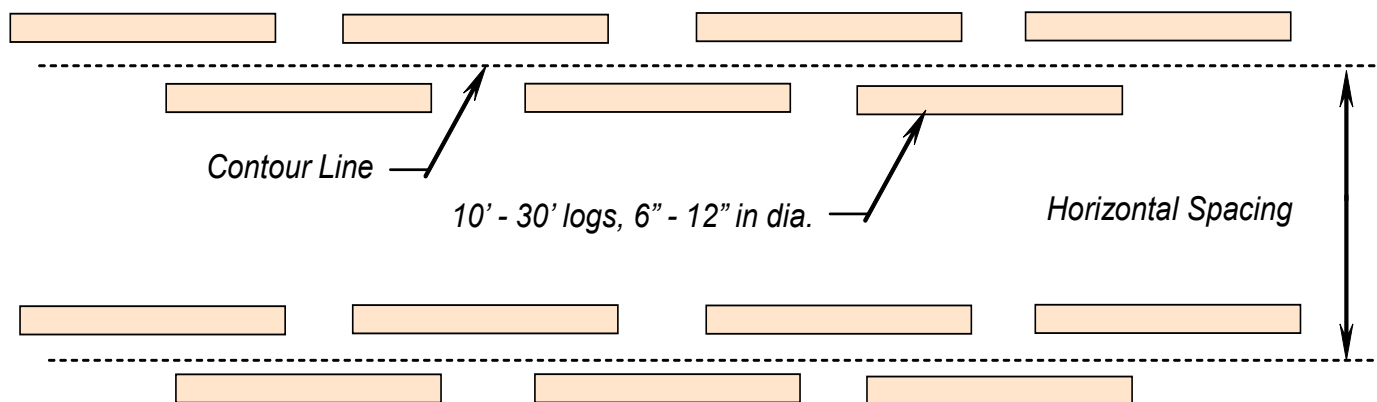 Contour Line
10’ - 30’ logs, 6” - 12” in dia.
Horizontal Spacing